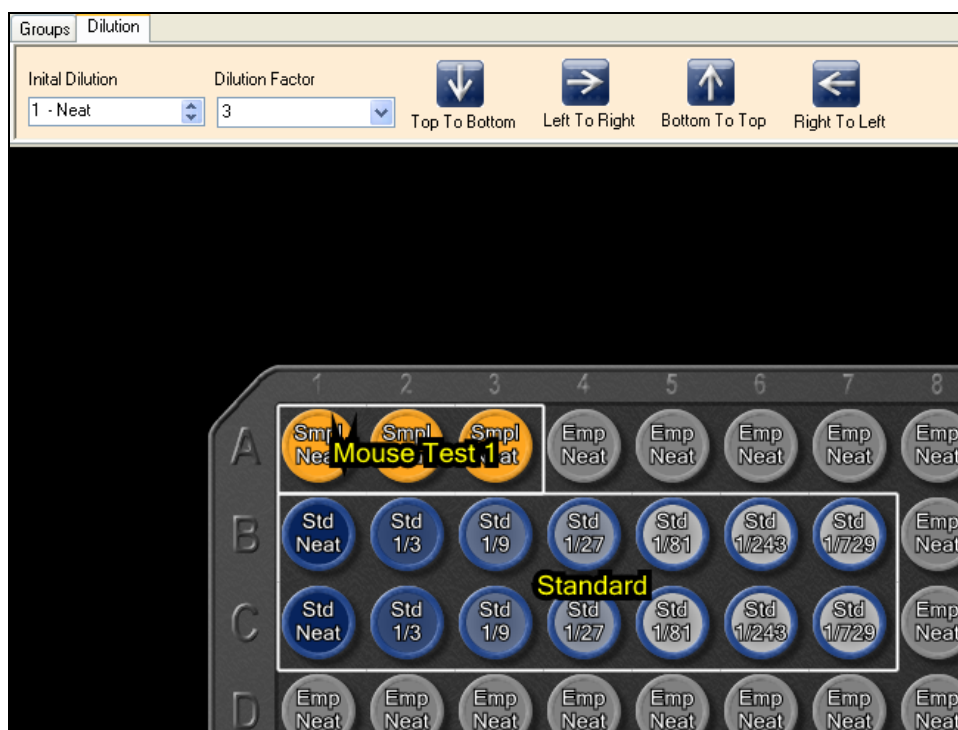 Groups Dilution
Inital Dilution Dilution Factor
1 - Neat 3
Top To Bottom Left To Right Bottom To Top Right To Left
1 2 3 4 5 6 7 8
A Smpl Smpl Smpl Emp Emp Emp Emp Emp
Neat Neat Neat Neat Neat Neat Neat
Mouse Test 1
B Std Std Std Std Std Std Std Emp
Neat 1/3 1/9 1/27 1/81 1/243 1/729 Neat
Standard
C Std Std Std Std Std Std Std Emp
Neat 1/3 1/9 1/27 1/81 1/243 1/729 Neat
D Emp Emp Emp Emp Emp Emp Emp Emp
Neat Neat Neat Neat Neat Neat Neat Neat